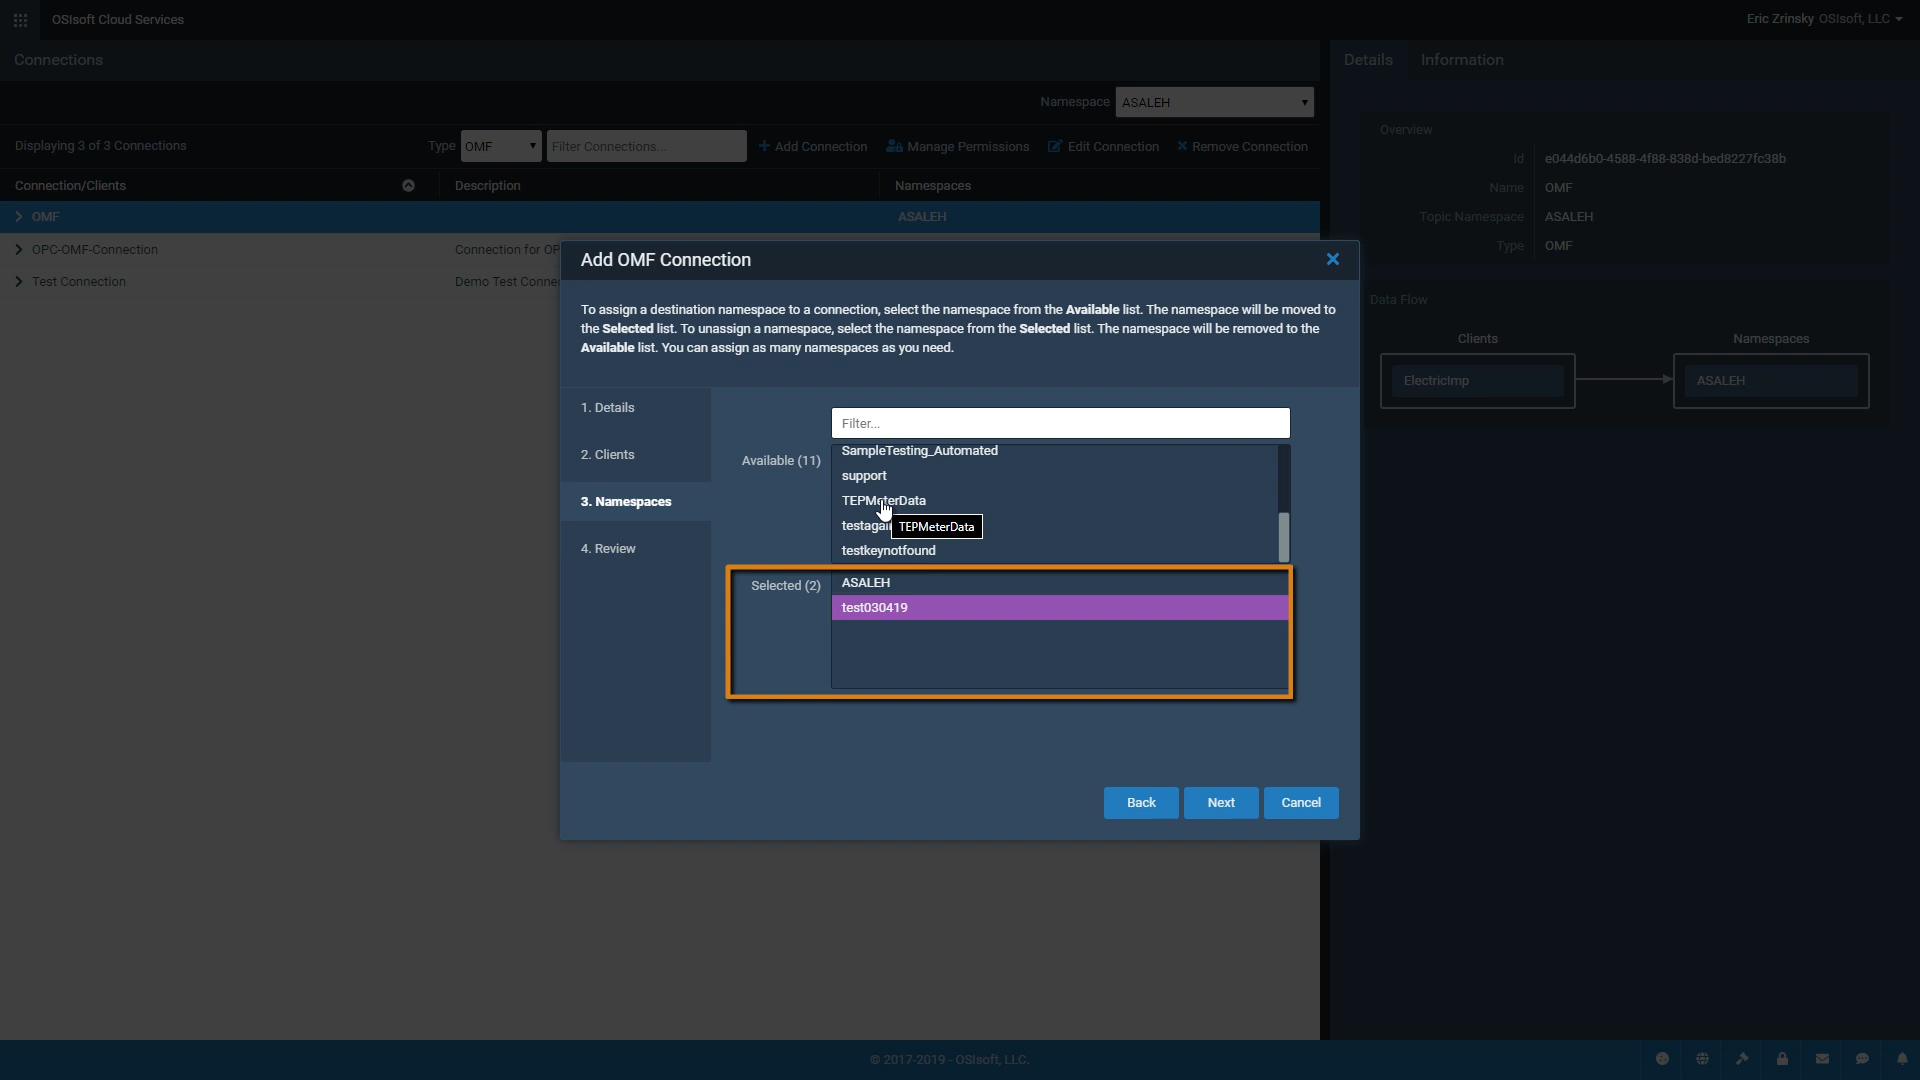 OSIsoft Cloud Services
Eric Zrinsky OSIsoft, LLC
Connections
Details Information
Namespace ASALEH
Displaying 3 of 3 Connections
Type OMF Filter Connections... Add Connection Manage Permissions Edit Connection Remove Connection
Connection/Clients Description Namespaces
OMF ASALEH
OPC-OMF-Connection Connection for OP
Test Connection Demo Test Conne
Overview
Id e044d6b0-4588-4f88-838d-bed8227fc38b
Name OMF
Topic Namespace ASALEH
Type OMF
Data Flow
Clients Namespaces
ElectricImp ASALEH
Add OMF Connection
To assign a destination namespace to a connection, select the namespace from the Available list. The namespace will be moved to
the Selected list. To unassign a namespace, select the namespace from the Selected list. The namespace will be removed to the
Available list. You can assign as many namespaces as you need.
1. Details
2. Clients
3. Namespaces
4. Review
Filter...
Available (11)
SampleTesting_Automated
support
TEPMeterData
testagai
TEPMeterData
testkeynotfound
Selected (2)
ASALEH
test030419
Back Next Cancel
© 2017-2019 - OSIsoft, LLC.